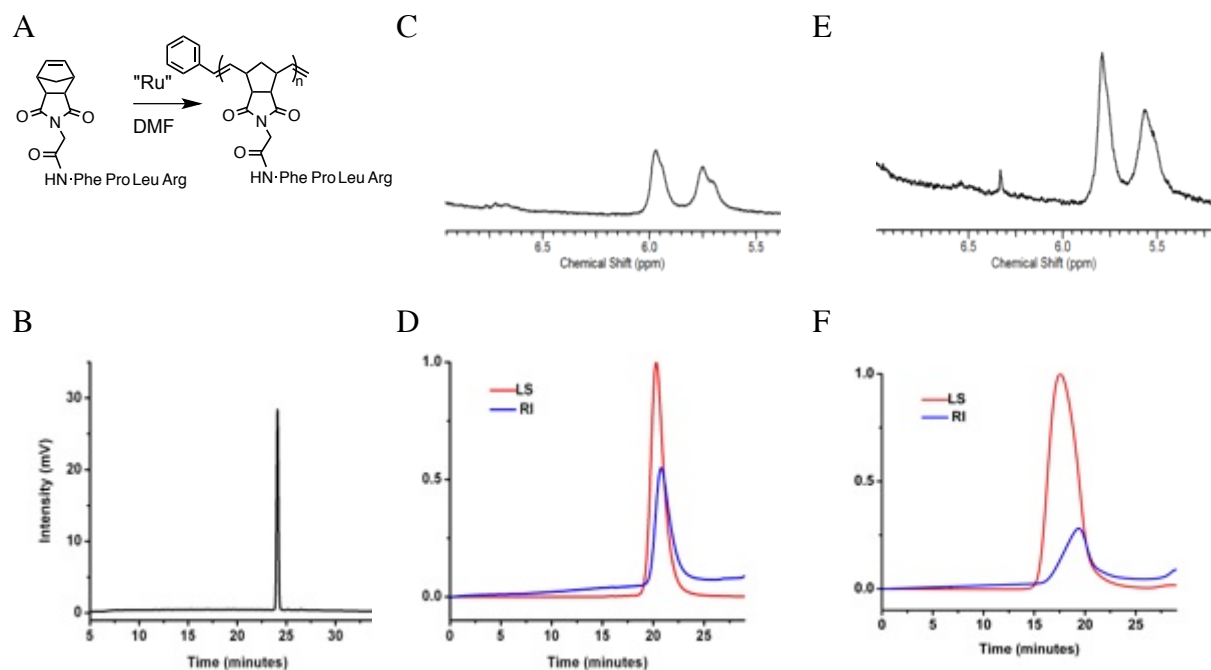 A
"Ru"
DMF
n
O
N
O
O
HN·Phe Pro Leu Arg
O
N
O
O
HN·Phe Pro Leu Arg
B
Intensity (mV)
30
20
10
0
5 10 15 20 25 30
Time (minutes)
C
6.5 6.0 5.5
Chemical Shift (ppm)
D
1.0
LS
RI
0.5
0.0
0 5 10 15 20 25
Time (minutes)
E
6.5 6.0 5.5
Chemical Shift (ppm)
F
1.0
LS
RI
0.5
0.0
0 5 10 15 20 25
Time (minutes)